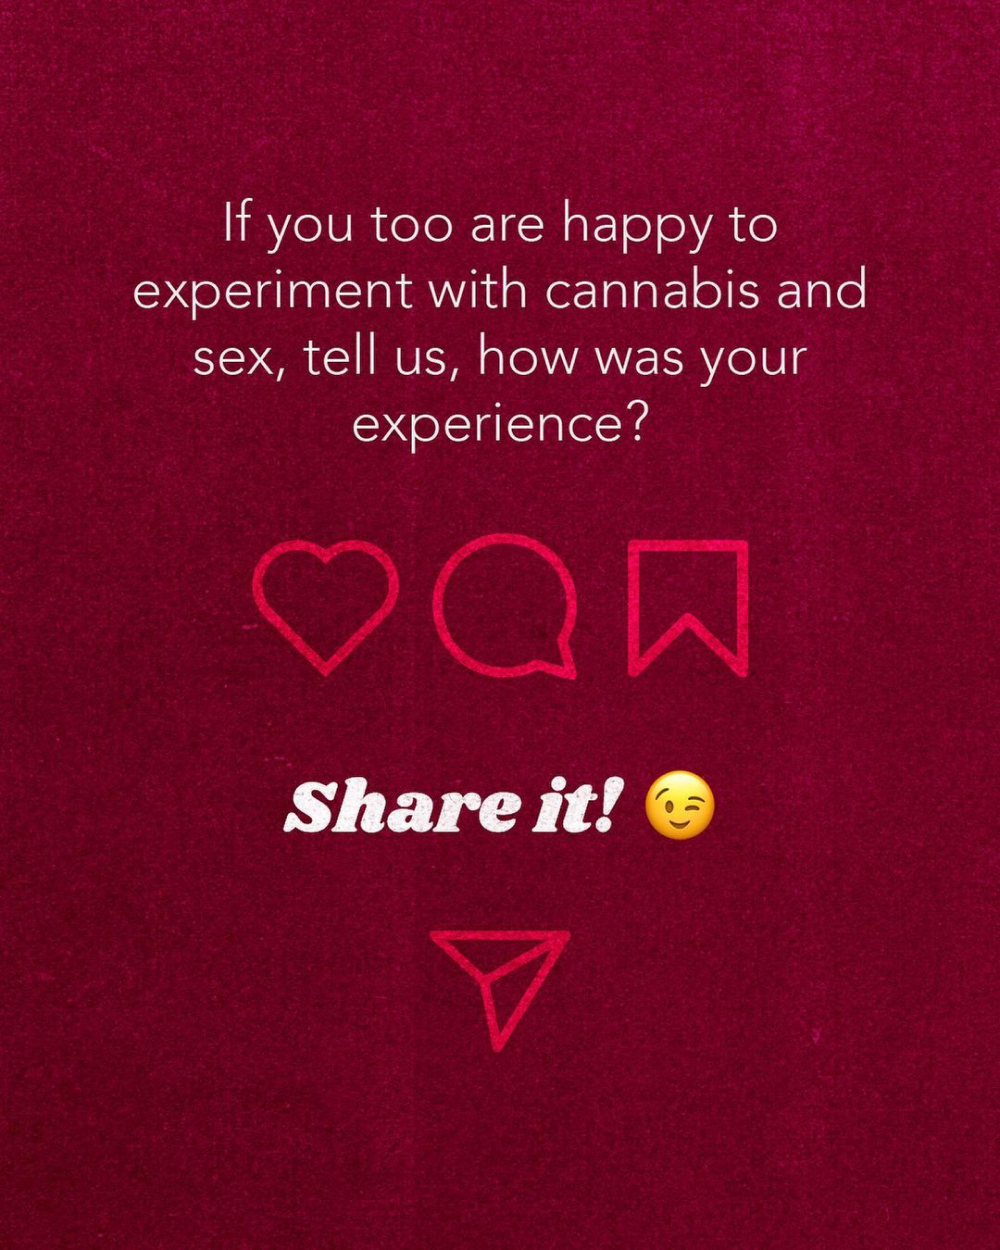 If you too are happy to
experiment with cannabis and
sex, tell us, how was your
experience?
Share it! 😉